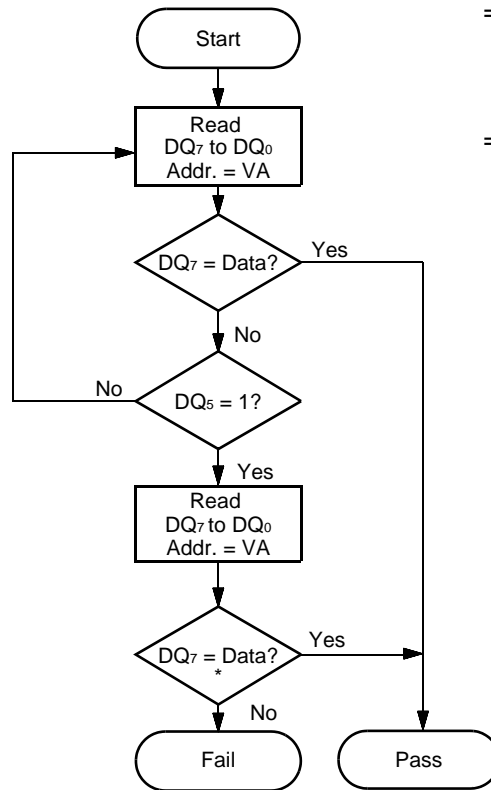 Start
Read
DQ7 to DQ0
Addr. = VA
DQ7 = Data?
Yes
No
No
DQ5 = 1?
Yes
Read
DQ7 to DQ0
Addr. = VA
DQ7 = Data?
*
Yes
No
Fail
Pass
=
=